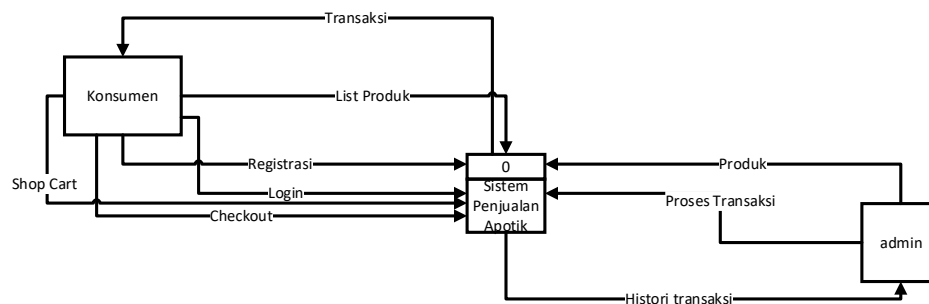 Transaksi
Konsumen
List Produk
Registrasi
0
Produk
Shop Cart
Login
Sistem
Penjualan
Apotik
Proses Transaksi
Checkout
admin
Histori transaksi